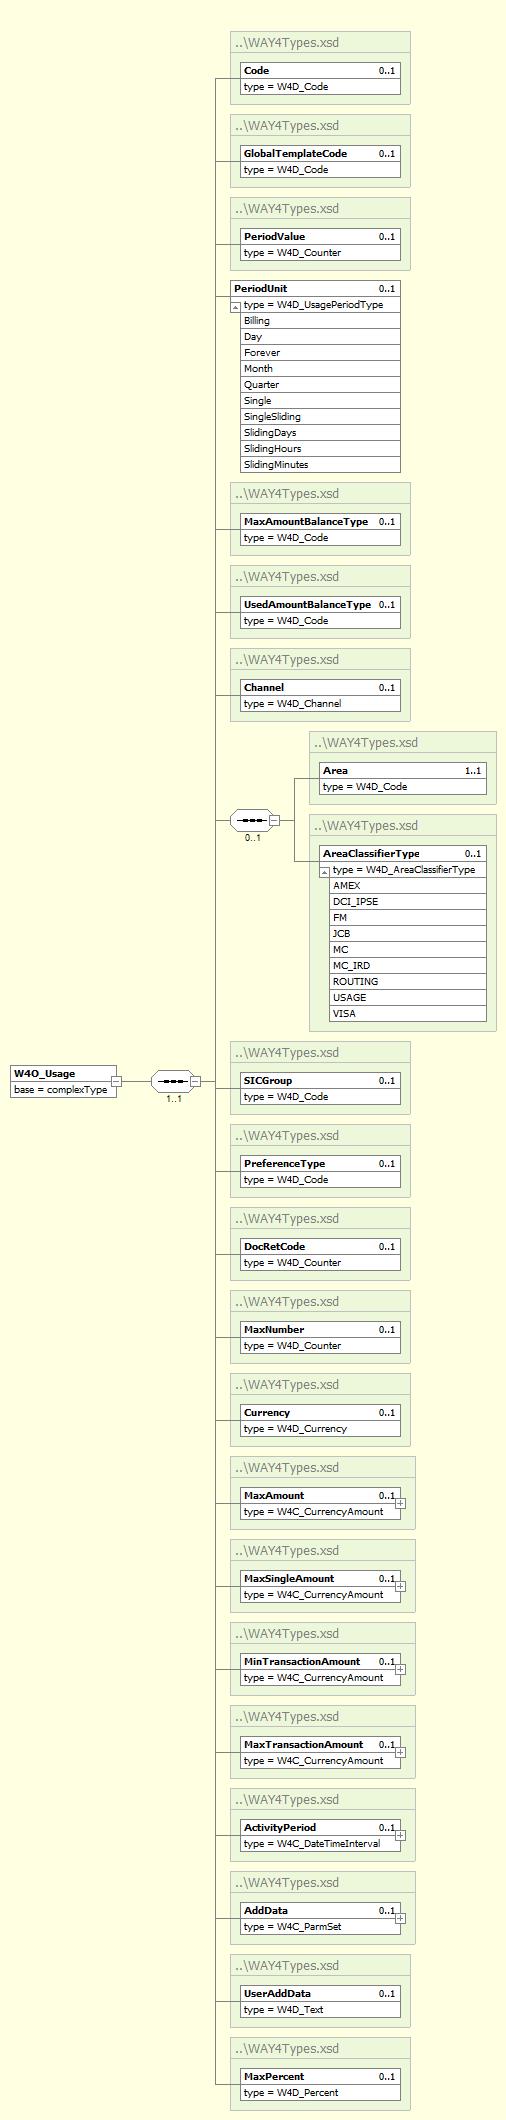 ..\WAY4Types.xsd
Code 0..1
type = W4D_Code
..\WAY4Types.xsd
GlobalTemplateCode 0..1
type = W4D_Code
..\WAY4Types.xsd
PeriodValue 0..1
type = W4D_Counter
PeriodUnit 0..1
type = W4D_UsagePeriodType
Billing
Day
Forever
Month
Quarter
Single
SingleSliding
SlidingDays
SlidingHours
SlidingMinutes
..\WAY4Types.xsd
MaxAmountBalanceType 0..1
type = W4D_Code
..\WAY4Types.xsd
UsedAmountBalanceType 0..1
type = W4D_Code
..\WAY4Types.xsd
Channel 0..1
type = W4D_Channel
0..1
..\WAY4Types.xsd
Area 1..1
type = W4D_Code
..\WAY4Types.xsd
AreaClassifierType 0..1
type = W4D_AreaClassifierType
AMEX
DCI_IPSE
FM
JCB
MC
MC_IRD
ROUTING
USAGE
VISA
W4O_Usage
base = complexType
1..1
..\WAY4Types.xsd
SICGroup 0..1
type = W4D_Code
..\WAY4Types.xsd
PreferenceType 0..1
type = W4D_Code
..\WAY4Types.xsd
DocRetCode 0..1
type = W4D_Counter
..\WAY4Types.xsd
MaxNumber 0..1
type = W4D_Counter
..\WAY4Types.xsd
Currency 0..1
type = W4D_Currency
..\WAY4Types.xsd
MaxAmount 0..1
type = W4C_CurrencyAmount
..\WAY4Types.xsd
MaxSingleAmount 0..1
type = W4C_CurrencyAmount
..\WAY4Types.xsd
MinTransactionAmount 0..1
type = W4C_CurrencyAmount
..\WAY4Types.xsd
MaxTransactionAmount 0..1
type = W4C_CurrencyAmount
..\WAY4Types.xsd
ActivityPeriod 0..1
type = W4C_DateTimeInterval
..\WAY4Types.xsd
AddData 0..1
type = W4C_ParmSet
..\WAY4Types.xsd
UserAddData 0..1
type = W4D_Text
..\WAY4Types.xsd
MaxPercent 0..1
type = W4D_Percent